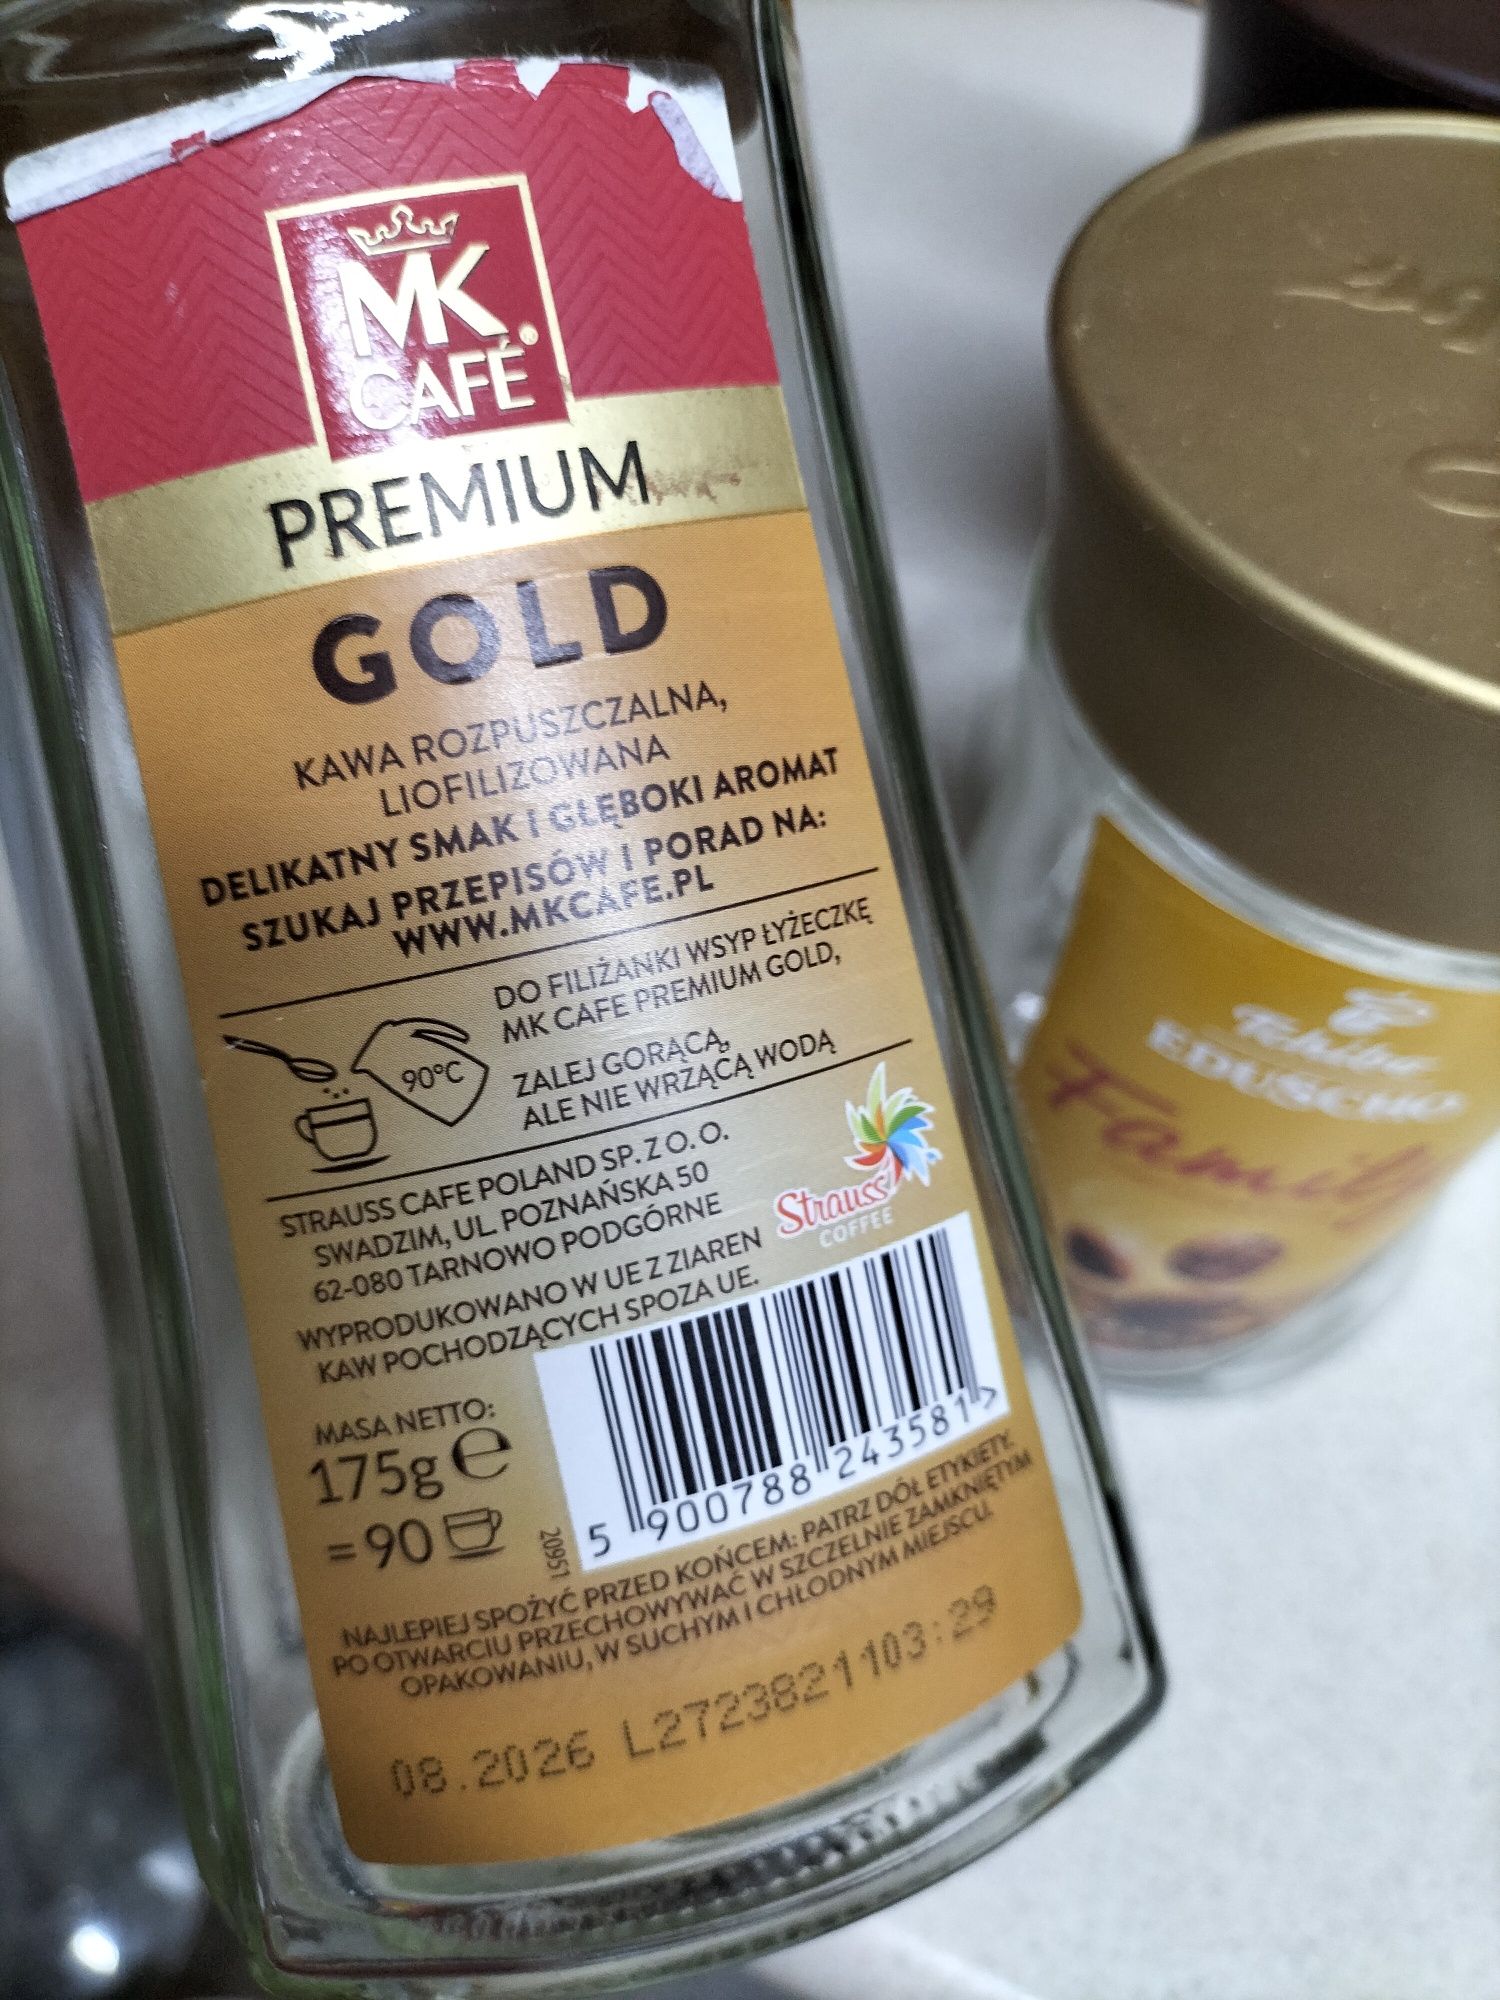 MK
CAFÉ®
PREMIUM
GOLD
KAWA ROZPUSZCZALNA,
LIOFILIZOWANA
DELIKATNY SMAK I GŁĘBOKI AROMAT
SZUKAJ PRZEPISÓW I PORAD NA:
WWW.MKCAFE.PL
DO FILIŻANKI WSYP ŁYŻECZKĘ
MK CAFE PREMIUM GOLD,
90°C
ZALEJ GORĄCĄ,
ALE NIE WRZĄCĄ WODĄ
STRAUSS CAFE POLAND SP. Z O.O.
SWADZIM, UL. POZNAŃSKA 50
62-080 TARNOWO PODGÓRNE
Strauss
COFFEE
WYPRODUKOWANO W UE Z ZIAREN
KAW POCHODZĄCYCH SPOZA UE.
MASA NETTO:
175g ℮
=90
20951
5 900788 243581 >
NAJLEPIEJ SPOŻYĆ PRZED KOŃCEM: PATRZ DÓŁ ETYKIETY.
PO OTWARCIU PRZECHOWYWAĆ W SZCZELNIE ZAMKNIĘTYM
OPAKOWANIU, W SUCHYM I CHŁODNYM MIEJSCU.
08.2026 L2723821103:29
Tchibo
EDUSCHO
Family